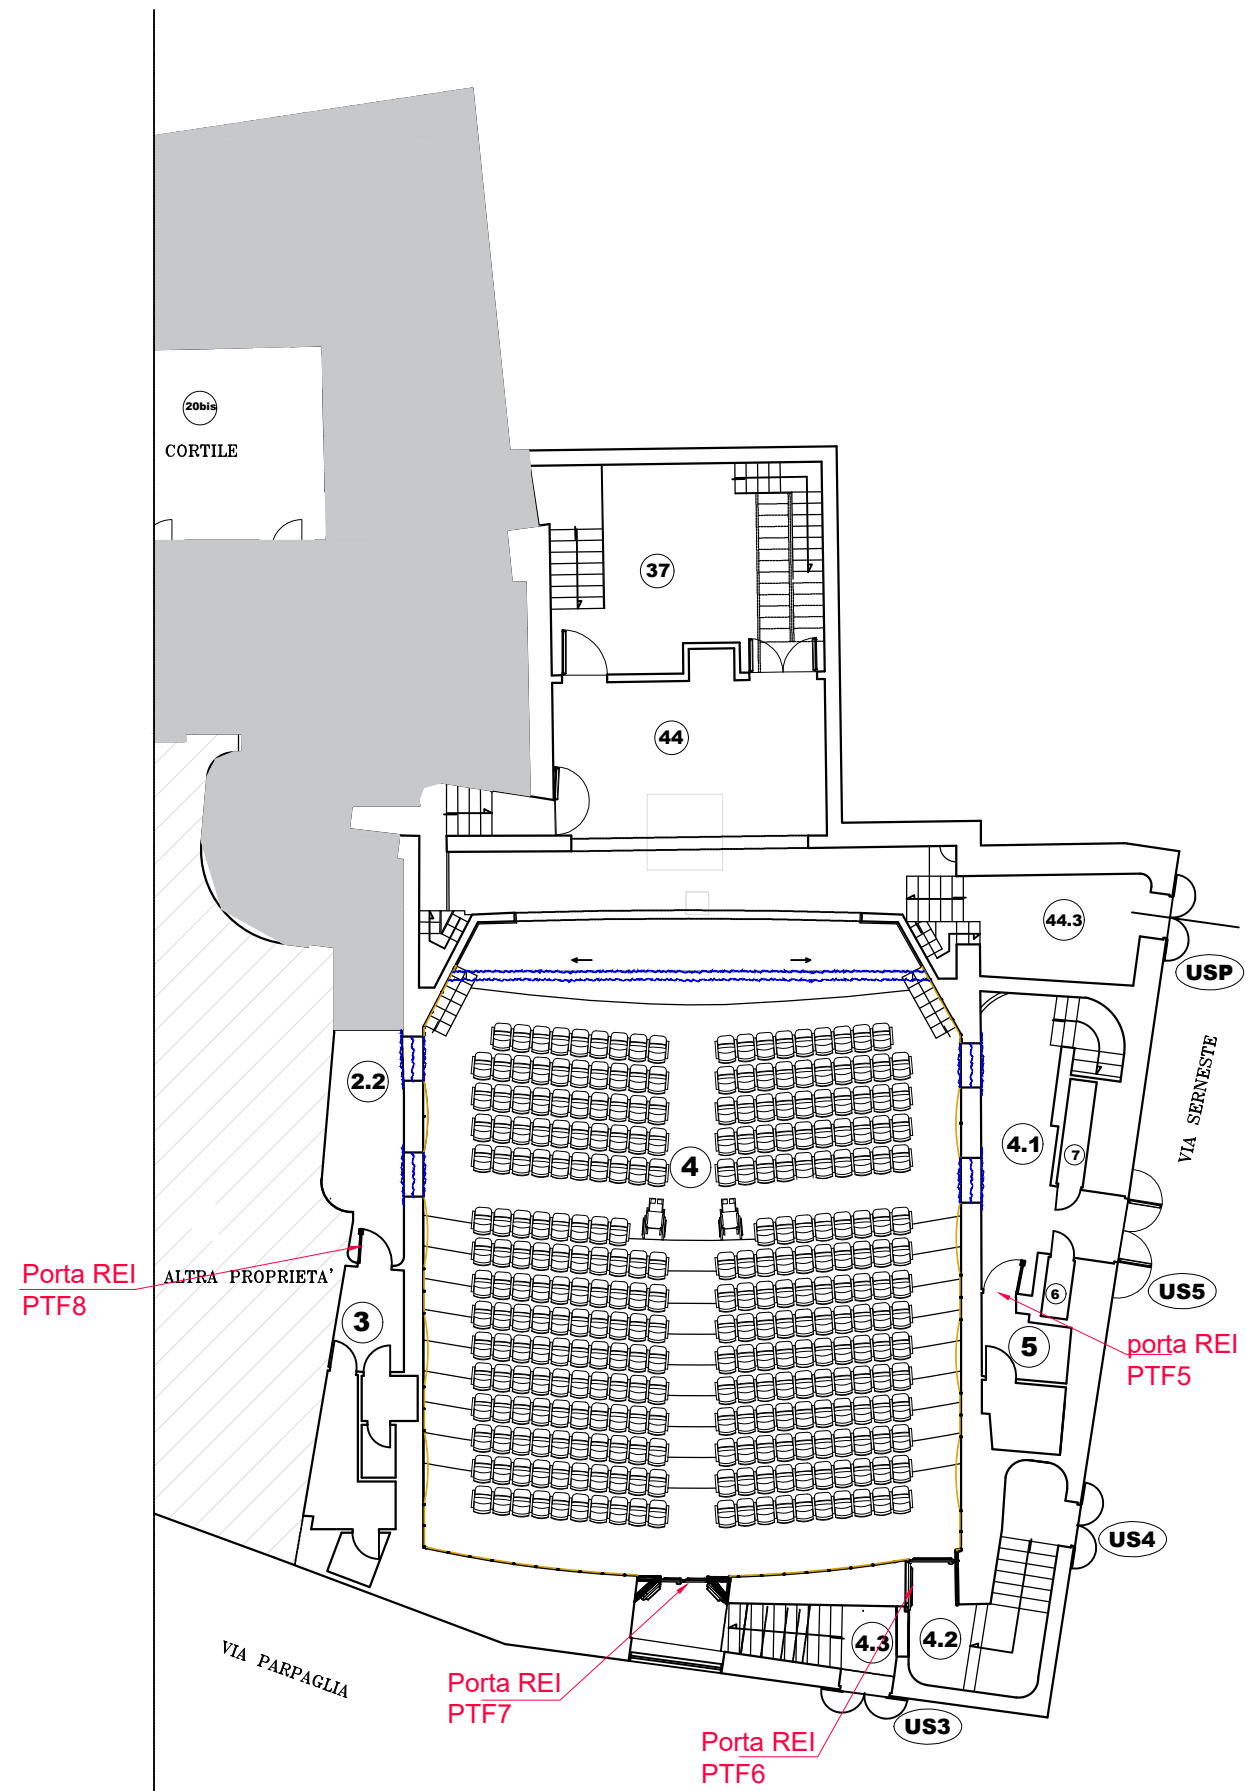 20bis
CORTILE
37
44
44.3
USP
2.2
VIA SERNESTE
4.1
7
4
Porta REI
PTF8
ALTRA PROPRIETA'
6
US5
3
5
porta REI
PTF5
US4
4.3
4.2
VIA PARPAGLIA
Porta REI
PTF7
US3
Porta REI
PTF6